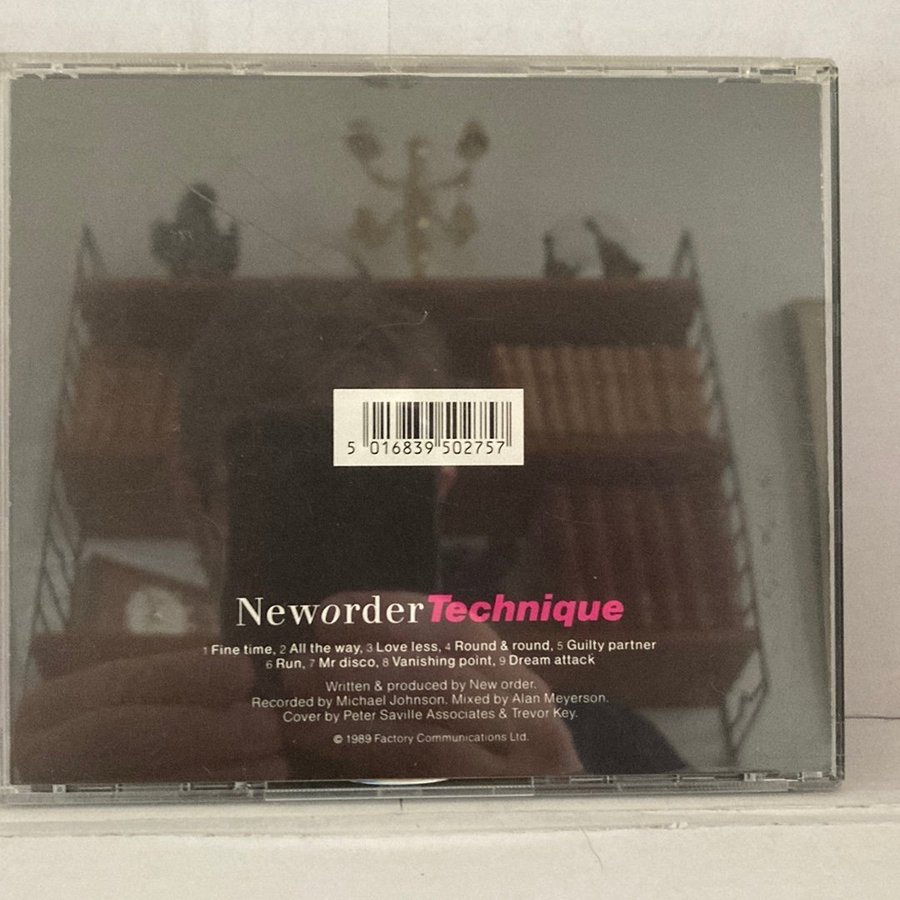 5 016839 502757
Neworder Technique
1 Fine time, 2 All the way, 3 Love less, 4 Round & round, 5 Guilty partner
6 Run, 7 Mr disco, 8 Vanishing point, 9 Dream attack
Written & produced by New order.
Recorded by Michael Johnson. Mixed by Alan Meyerson.
Cover by Peter Saville Associates & Trevor Key.
© 1989 Factory Communications Ltd.